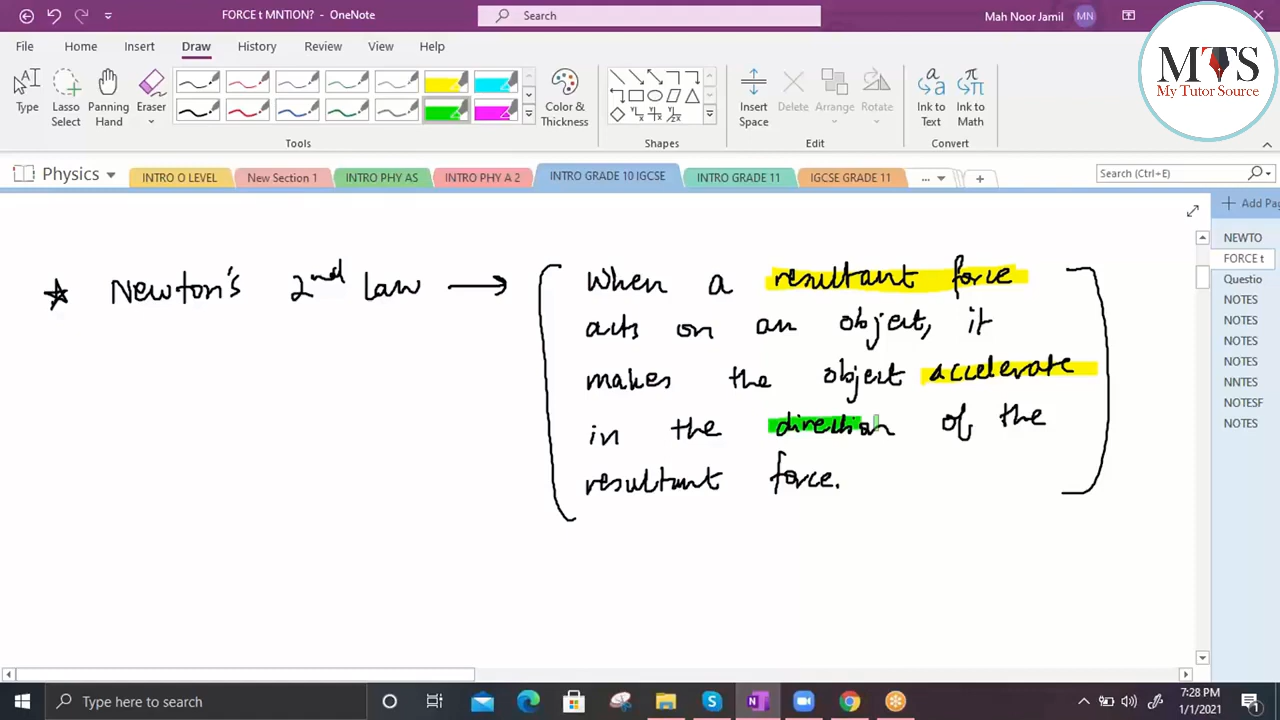 FORCE t MNTION? - OneNote
Search
Mah Noor Jamil MN
MTS
My Tutor Source
File Home Insert Draw History Review View Help
Type
Lasso Select
Panning Hand
Eraser
Color & Thickness
Insert Space
Delete
Arrange
Rotate
Ink to Text
Ink to Math
Tools Shapes Edit Convert
Physics
INTRO O LEVEL New Section 1 INTRO PHY AS INTRO PHY A 2 INTRO GRADE 10 IGCSE INTRO GRADE 11 IGCSE GRADE 11 ...
Search (Ctrl+E)
Add Pag
NEWTO
FORCE t
Questio
NOTES
NOTES
NOTES
NOTES
NNTES
NOTESF
NOTES
Newton's 2nd law → When a resultant force
acts on an object, it
makes the object accelerate
in the direction of the
resultant force.
Type here to search
7:28 PM
1/1/2021